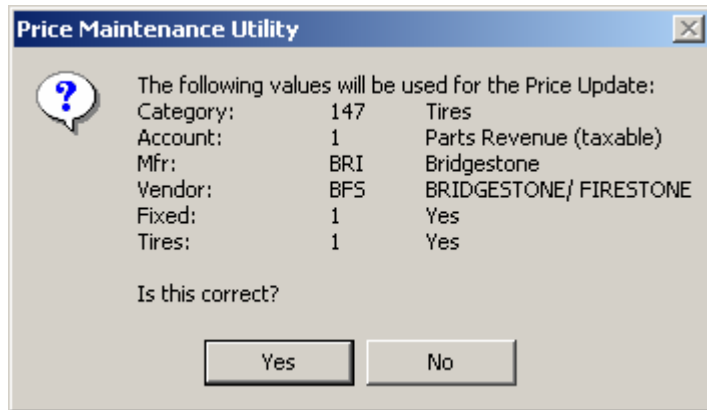 Price Maintenance Utility
The following values will be used for the Price Update:
Category: 147 Tires
Account: 1 Parts Revenue (taxable)
Mfr: BRI Bridgestone
Vendor: BFS BRIDGESTONE/ FIRESTONE
Fixed: 1 Yes
Tires: 1 Yes
Is this correct?
Yes No